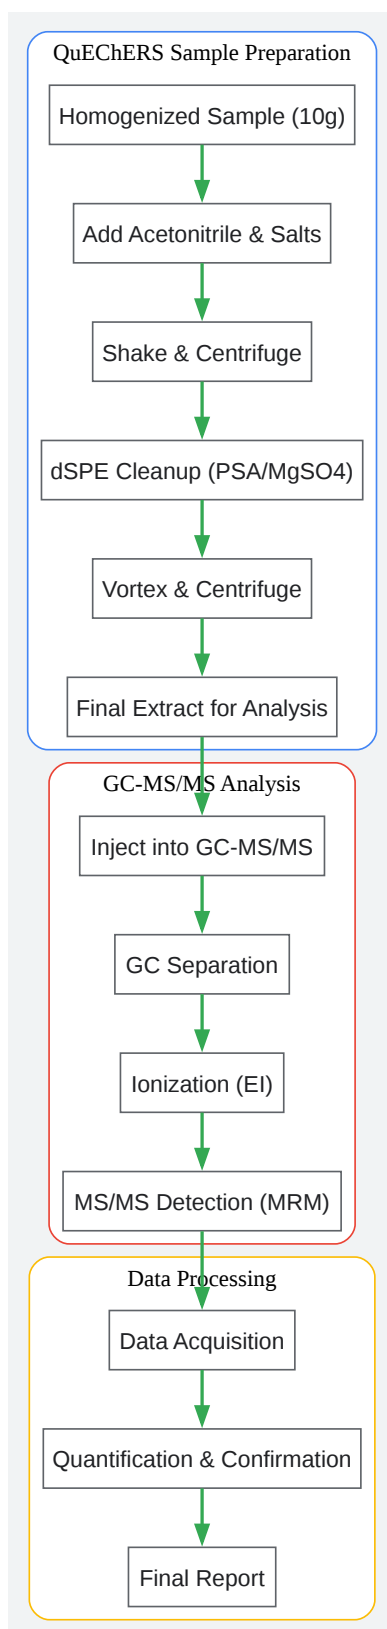 QuEChERS Sample Preparation
Homogenized Sample (10g)
Add Acetonitrile & Salts
Shake & Centrifuge
dSPE Cleanup (PSA/MgSO4)
Vortex & Centrifuge
Final Extract for Analysis
GC-MS/MS Analysis
Inject into GC-MS/MS
GC Separation
Ionization (EI)
MS/MS Detection (MRM)
Data Processing
Data Acquisition
Quantification & Confirmation
Final Report